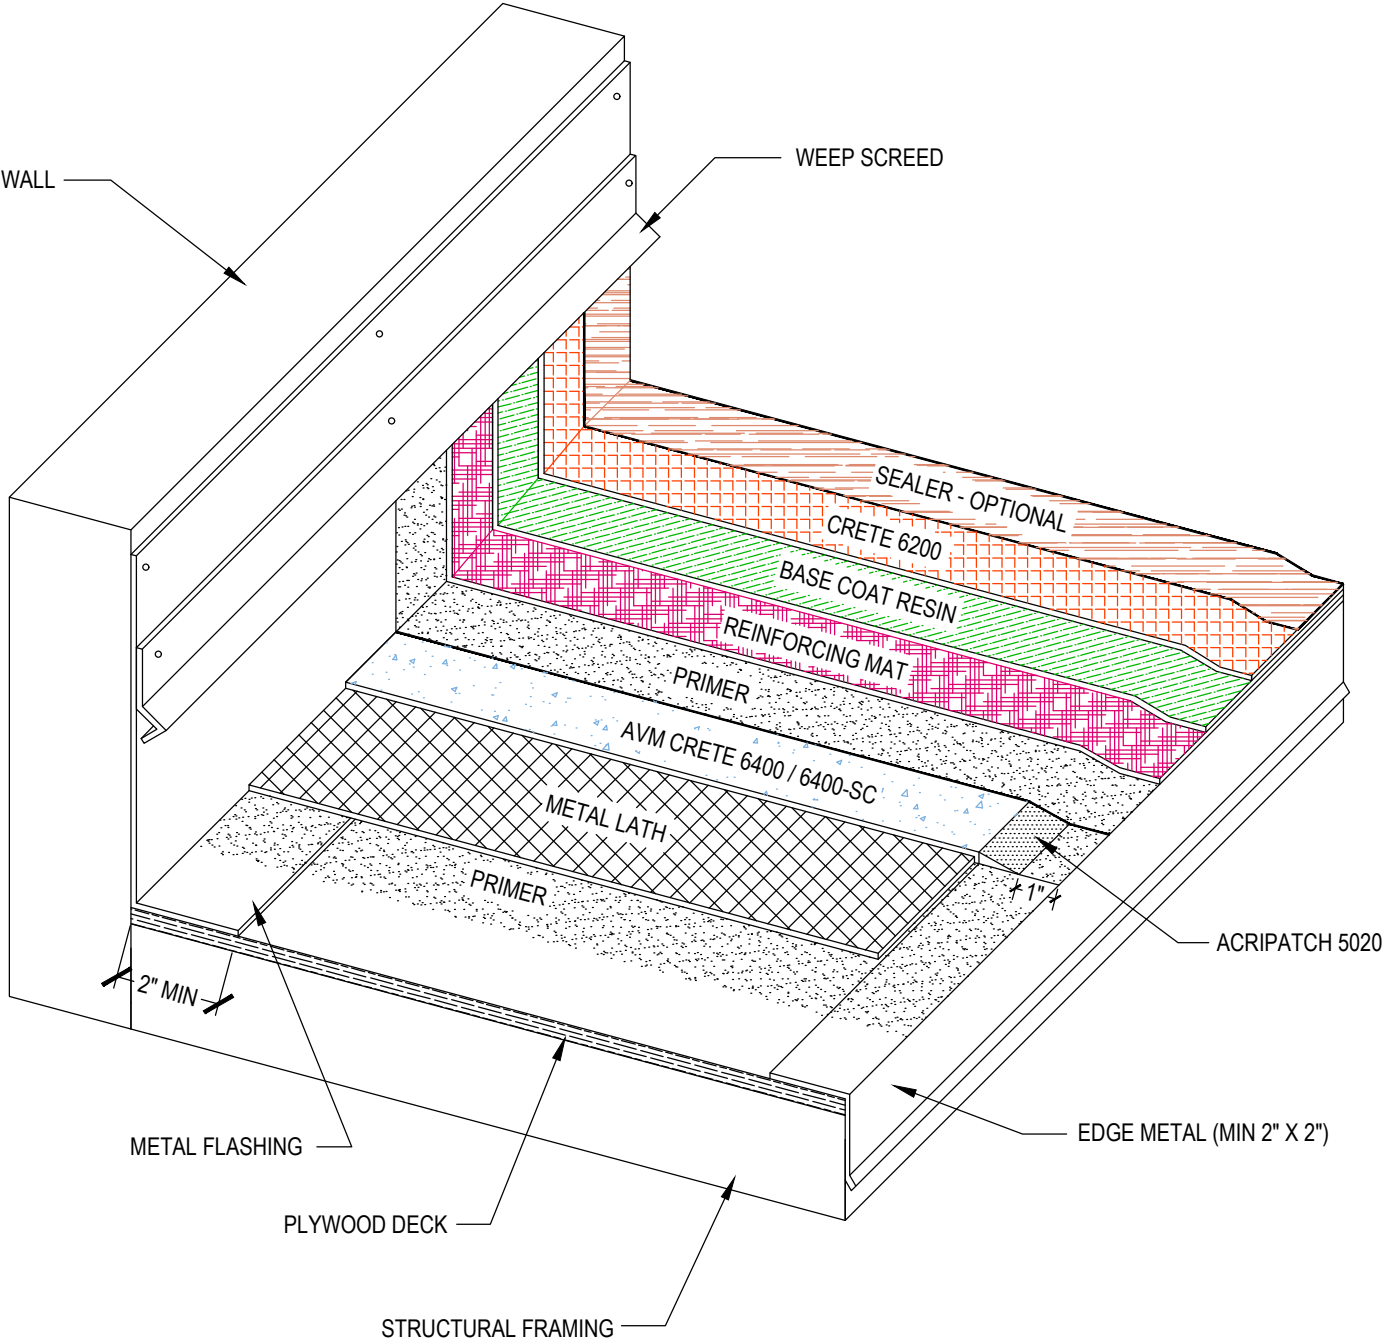 WALL
WEEP SCREED
SEALER - OPTIONAL
CRETE 6200
BASE COAT RESIN
REINFORCING MAT
PRIMER
AVM CRETE 6400 / 6400-SC
METAL LATH
PRIMER
1"
ACRIPATCH 5020
2" MIN
METAL FLASHING
EDGE METAL (MIN 2" X 2")
PLYWOOD DECK
STRUCTURAL FRAMING